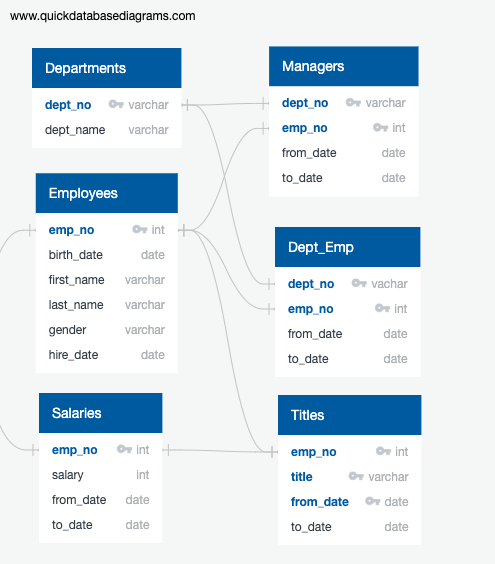 www.quickdatabasediagrams.com
Departments
dept_no varchar
dept_name varchar
Managers
dept_no varchar
emp_no int
from_date date
to_date date
Employees
emp_no int
birth_date date
first_name varchar
last_name varchar
gender varchar
hire_date date
Dept_Emp
dept_no vachar
emp_no int
from_date date
to_date date
Salaries
emp_no int
salary int
from_date date
to_date date
Titles
emp_no int
title varchar
from_date date
to_date date